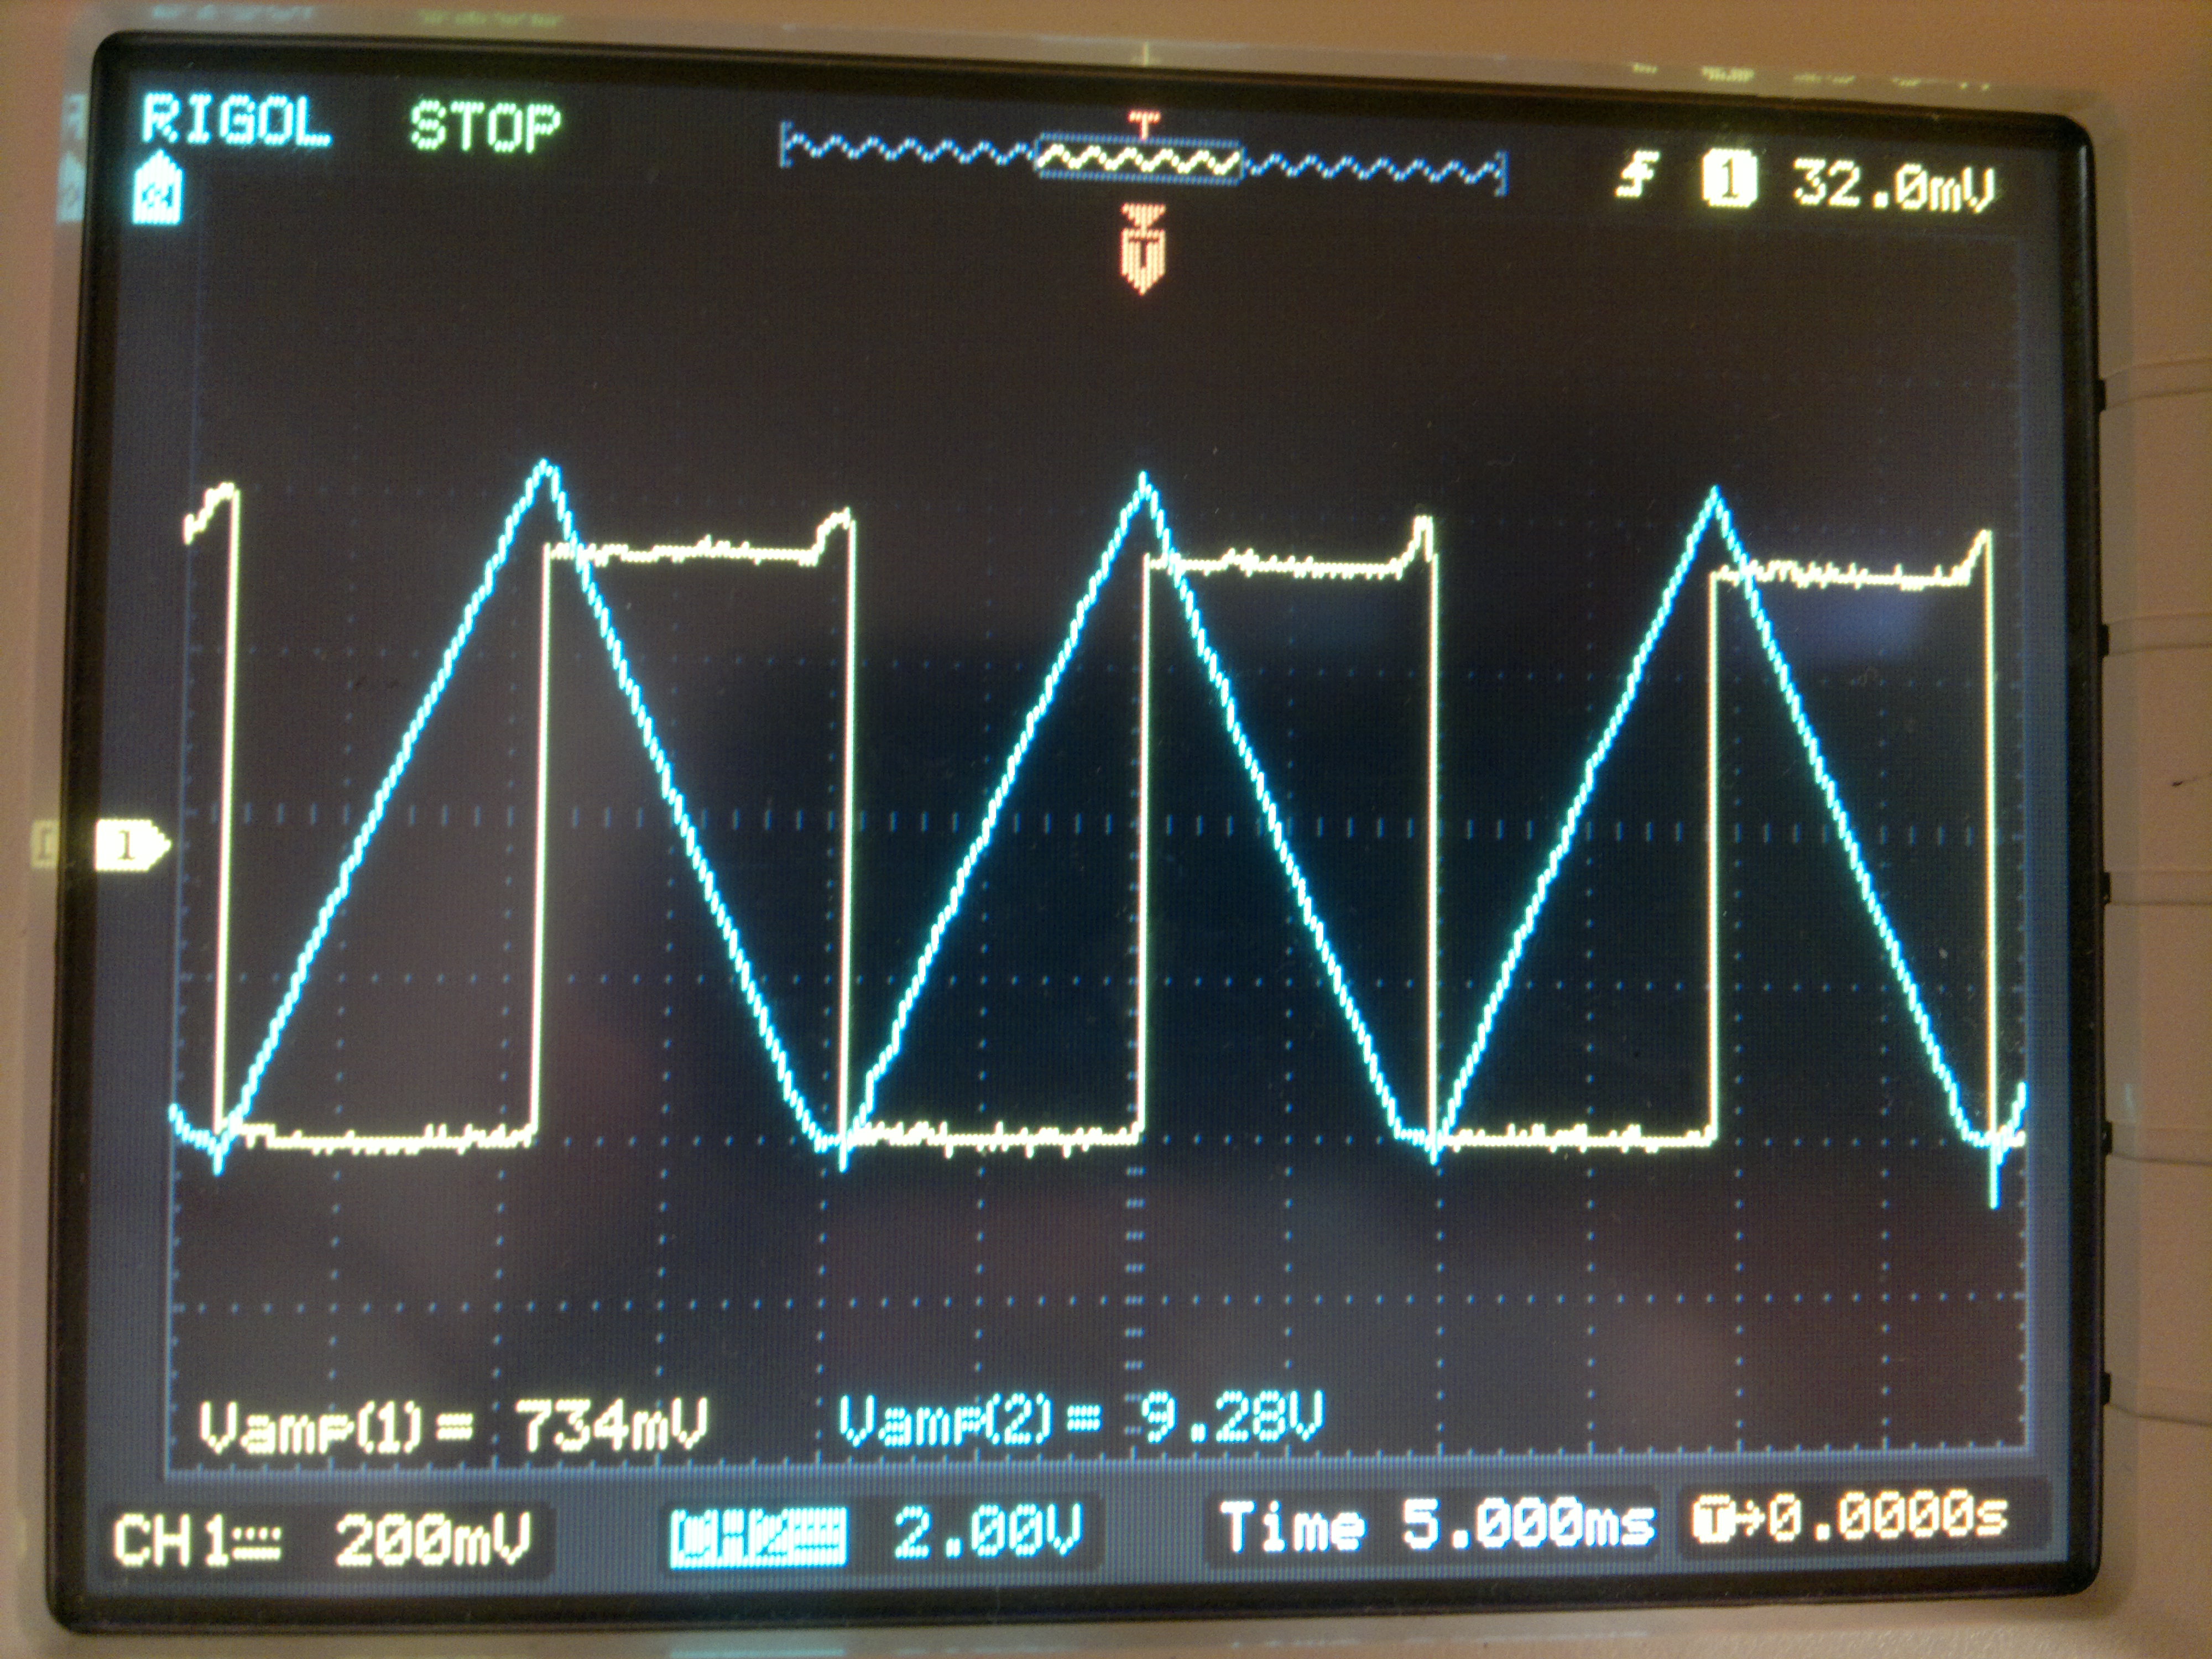 RIGOL STOP T 1 32.0mV
T
1
Vamp(1)= 734mV Vamp(2)= 9.28V
CH1 200mV CH2 2.00V Time 5.000ms T→0.0000s